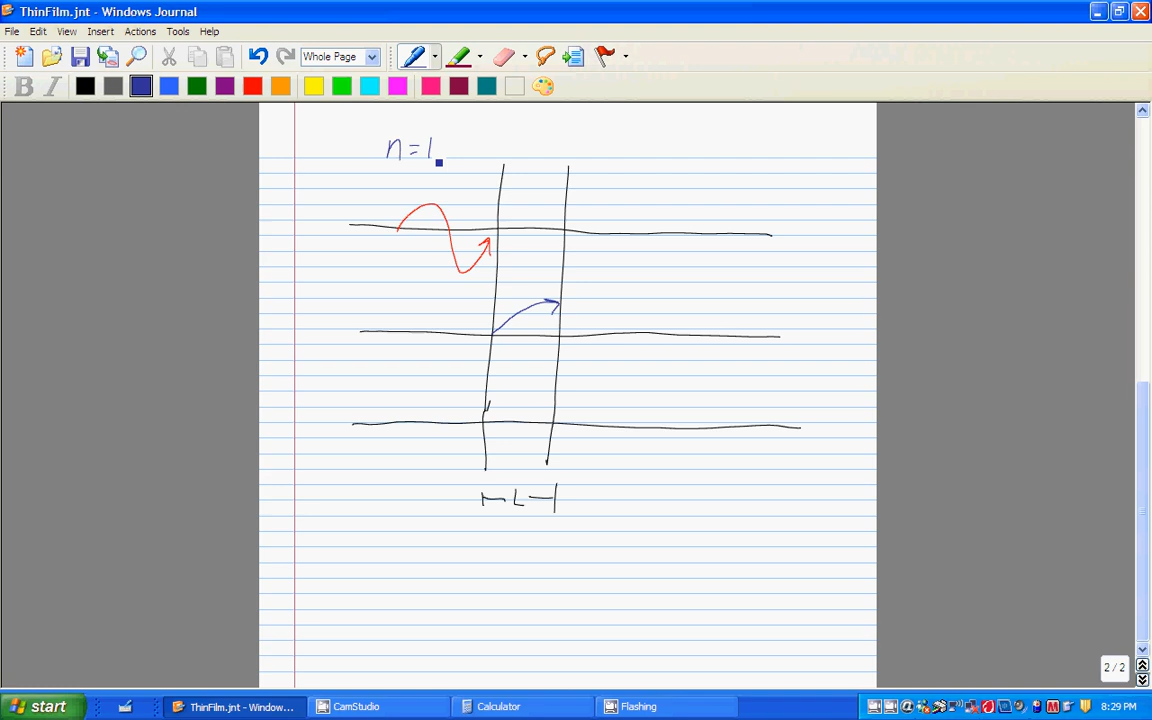 ThinFilm.jnt - Windows Journal
File Edit View Insert Actions Tools Help
Whole Page
B I
n=1
L
2 / 2
start
ThinFilm.jnt - Window...
CamStudio
Calculator
Flashing
8:29 PM